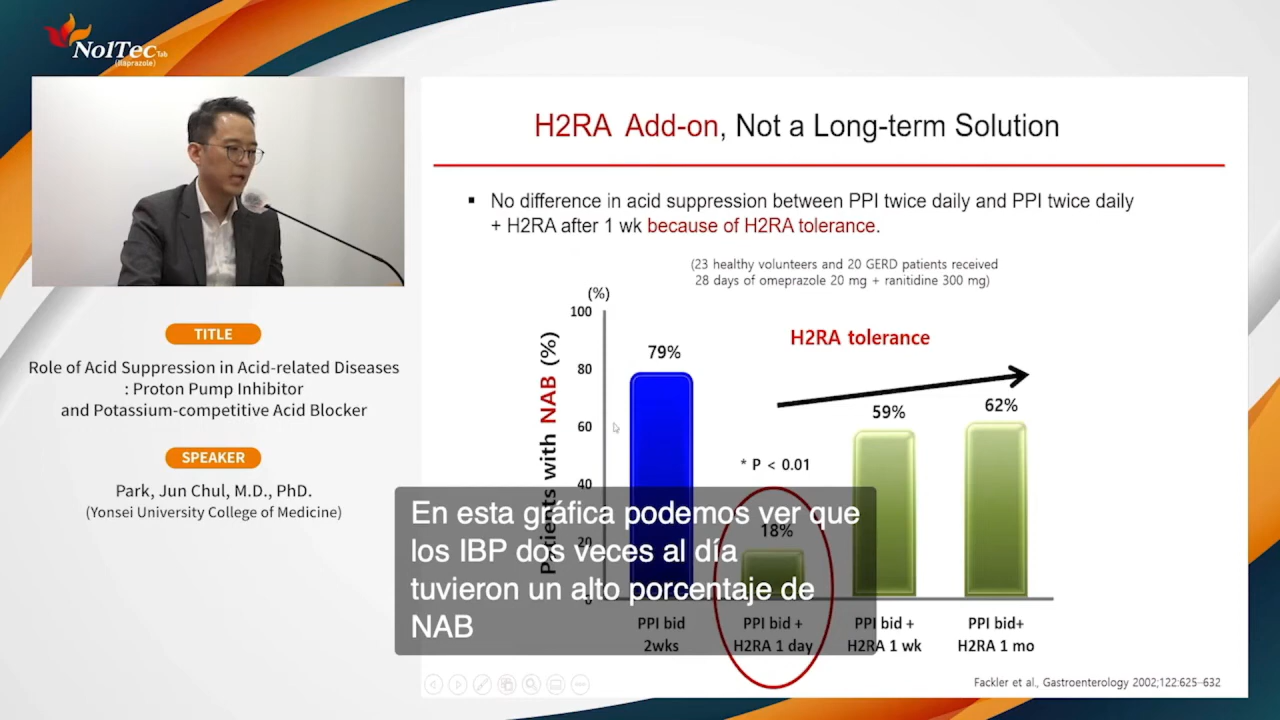 NolTec Tab
(Ilaprazole)
TITLE
Role of Acid Suppression in Acid-related Diseases
: Proton Pump Inhibitor
and Potassium-competitive Acid Blocker
SPEAKER
Park, Jun Chul, M.D., PhD.
(Yonsei University College of Medicine)
H2RA Add-on, Not a Long-term Solution
▪ No difference in acid suppression between PPI twice daily and PPI twice daily
+ H2RA after 1 wk because of H2RA tolerance.
(23 healthy volunteers and 20 GERD patients received
28 days of omeprazole 20 mg + ranitidine 300 mg)
(%)
100
80
60
40
20
0
Patients with NAB (%)
H2RA tolerance
79%
* P < 0.01
18%
59%
62%
PPI bid
2wks
PPI bid +
H2RA 1 day
PPI bid +
H2RA 1 wk
PPI bid+
H2RA 1 mo
En esta gráfica podemos ver que
los IBP dos veces al día
tuvieron un alto porcentaje de
NAB
Fackler et al., Gastroenterology 2002;122:625–632